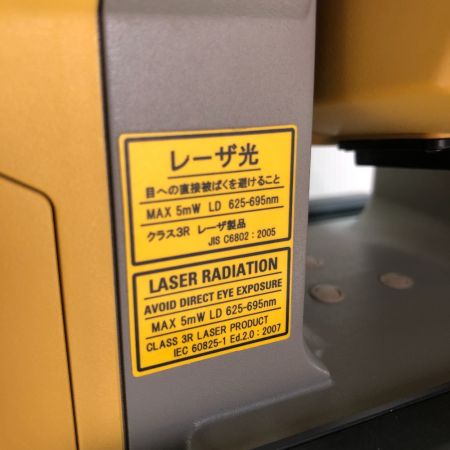 レーザ光
目への直接被ばくを避けること
MAX 5mW LD 625-695nm
クラス3R レーザ製品
JIS C6802 : 2005
LASER RADIATION
AVOID DIRECT EYE EXPOSURE
MAX 5mW LD 625-695nm
CLASS 3R LASER PRODUCT
IEC 60825-1 Ed.2.0 : 2007